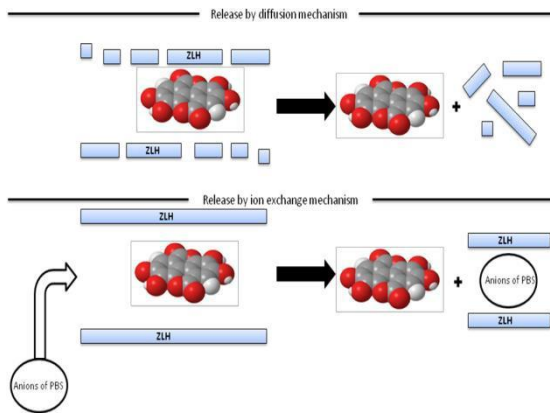 Release by diffusion mechanism
ZLH
+
ZLH
Release by ion exchange mechanism
ZLH
ZLH
+
Anions of PBS
ZLH
ZLH
Anions of PBS